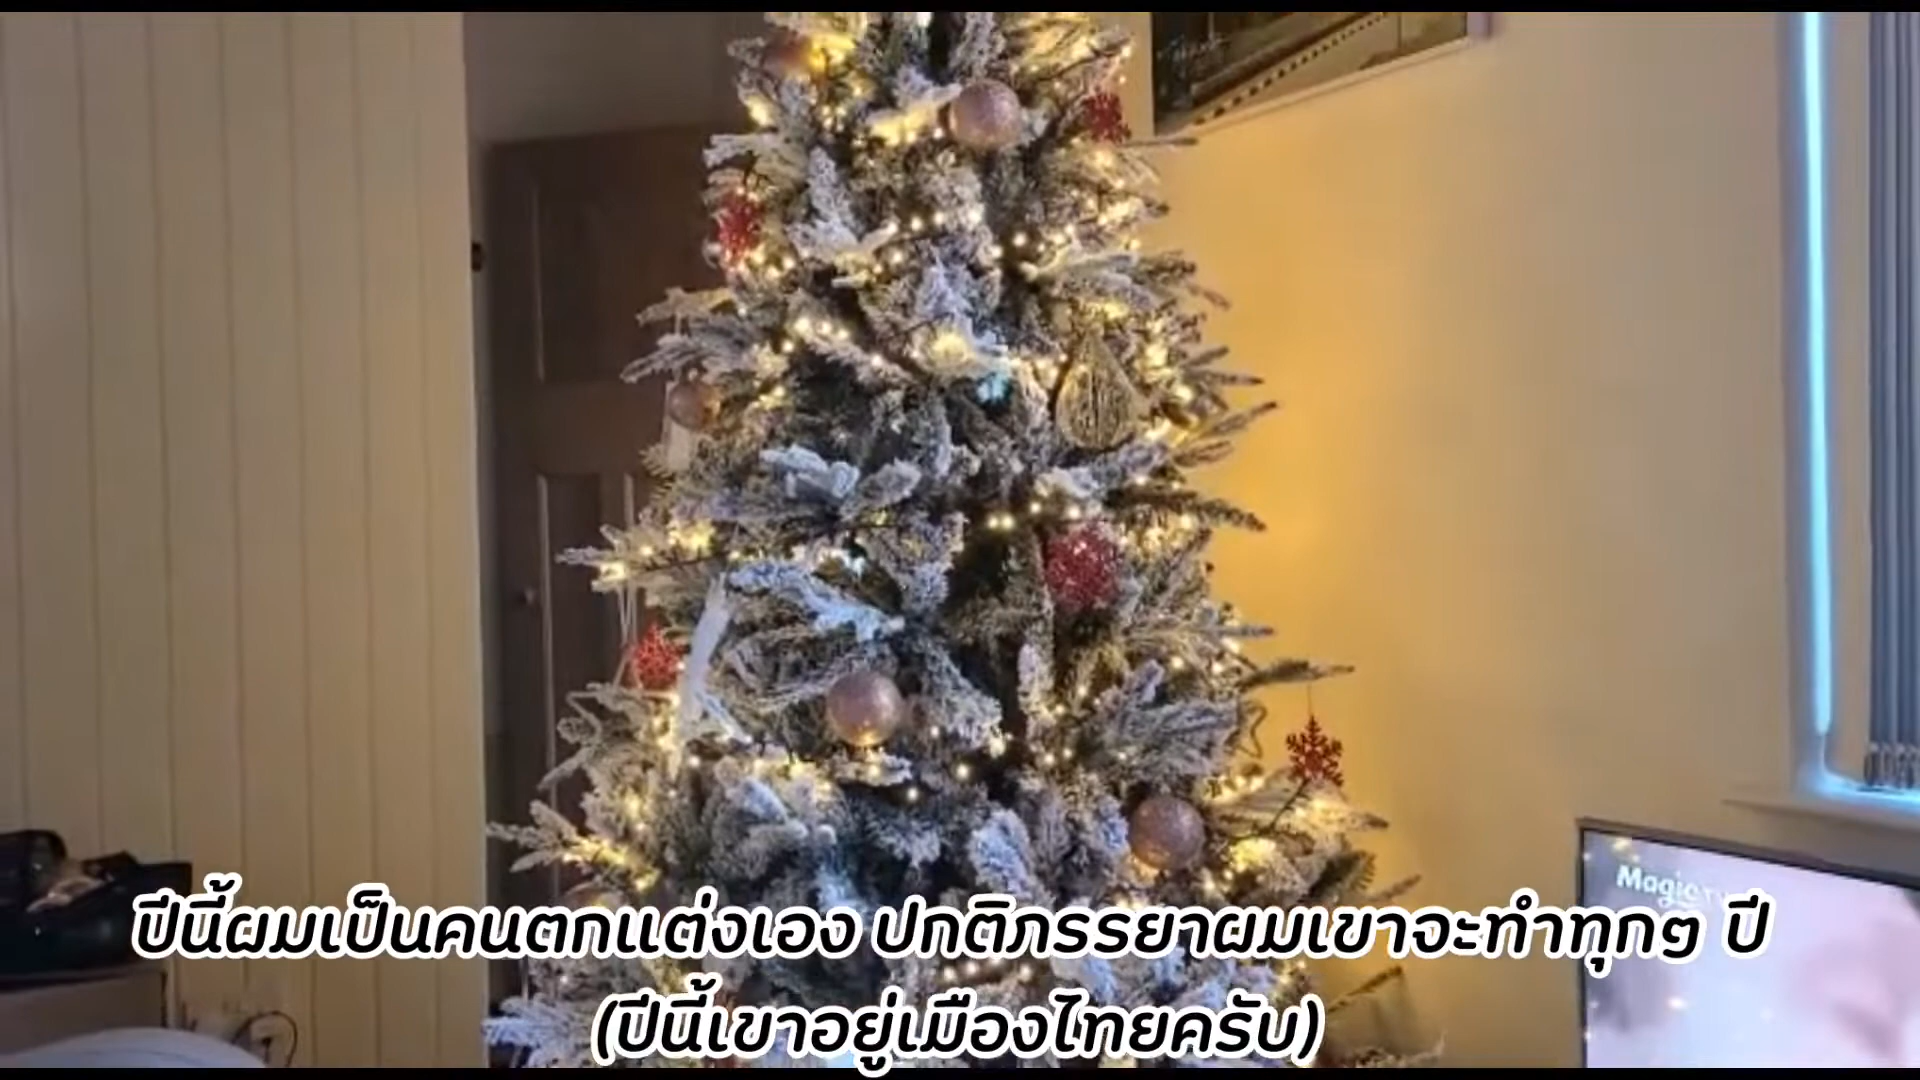 Magic
ปีนี้ผมเป็นคนตกแต่งเอง ปกติภรรยาผมเขาจะทำทุกๆ ปี
(ปีนี้เขาอยู่เมืองไทยครับ)